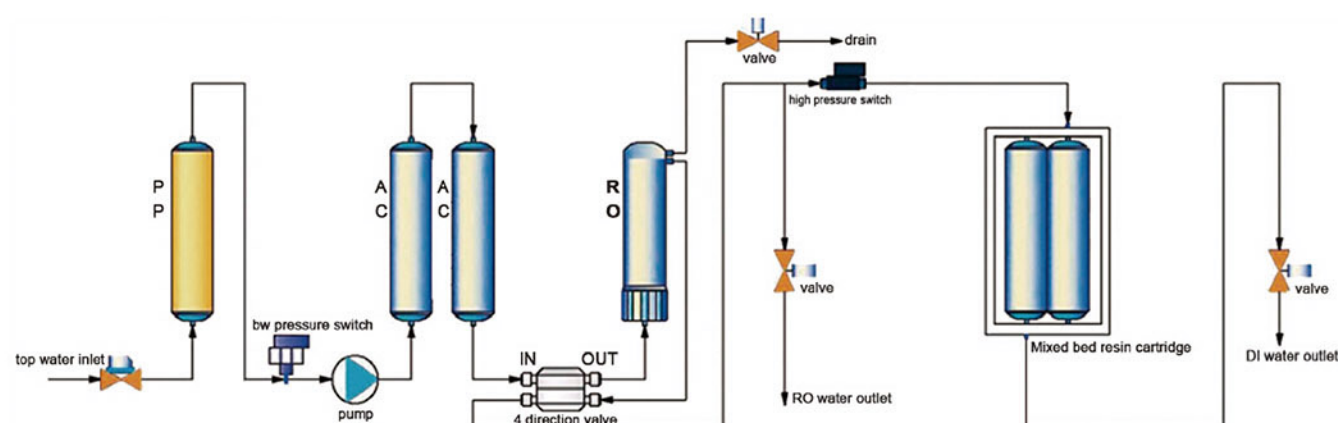 drain
valve
high pressure switch
P
P
A
C
A
C
R
O
valve
valve
bw pressure switch
top water inlet
IN
OUT
Mixed bed resin cartridge
DI water outlet
RO water outlet
pump
4 direction valve